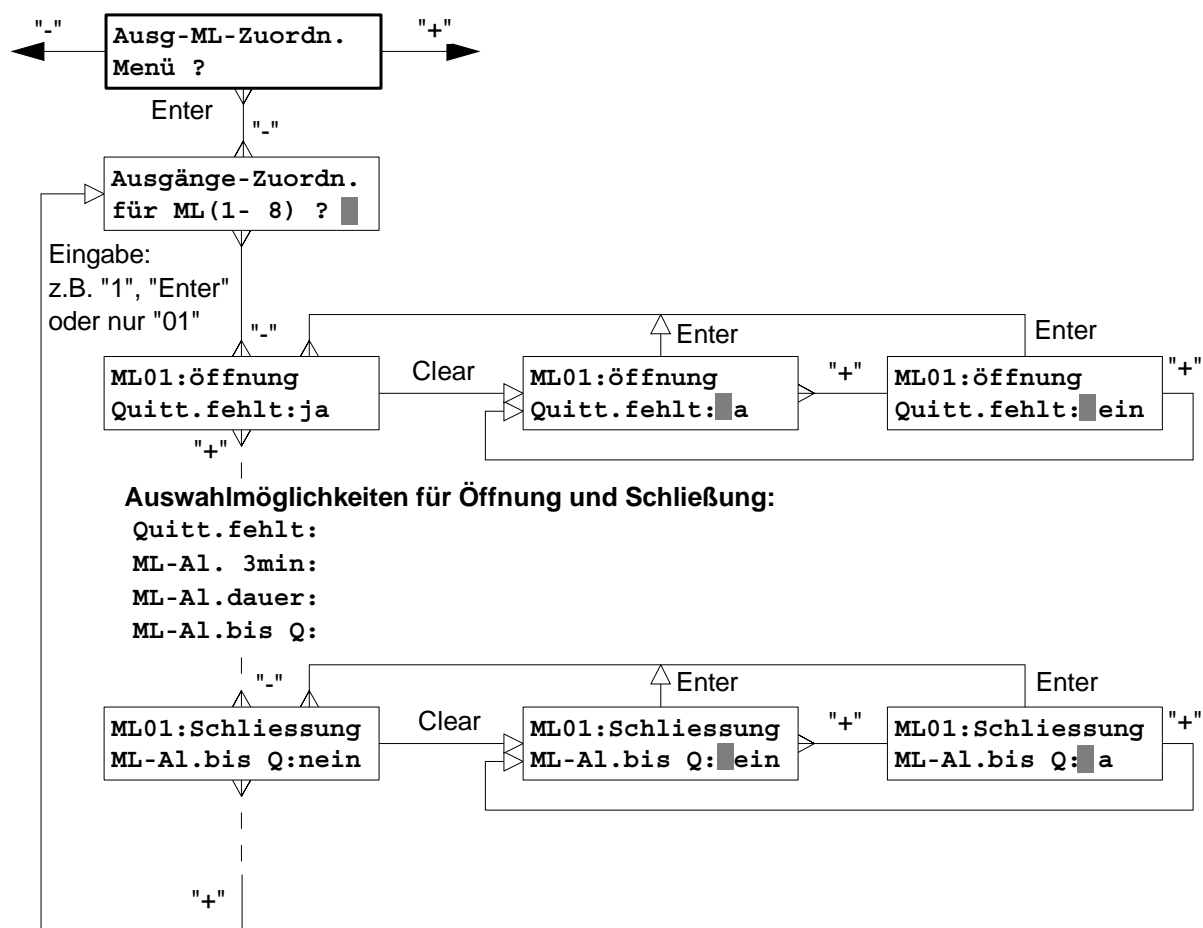 "-"
Ausg-ML-Zuordn.
Menü ?
"+"
Enter
"-"
Ausgänge-Zuordn.
für ML(1- 8) ?
Eingabe:
z.B. "1", "Enter"
oder nur "01"
"-"
Enter
Enter
ML01:öffnung
Quitt.fehlt:ja
Clear
ML01:öffnung
Quitt.fehlt: a
"+"
ML01:öffnung
Quitt.fehlt: ein
"+"
"+"
Auswahlmöglichkeiten für Öffnung und Schließung:
Quitt.fehlt:
ML-Al. 3min:
ML-Al.dauer:
ML-Al.bis Q:
"-"
Enter
Enter
ML01:Schliessung
ML-Al.bis Q:nein
Clear
ML01:Schliessung
ML-Al.bis Q: ein
"+"
ML01:Schliessung
ML-Al.bis Q: a
"+"
"+"